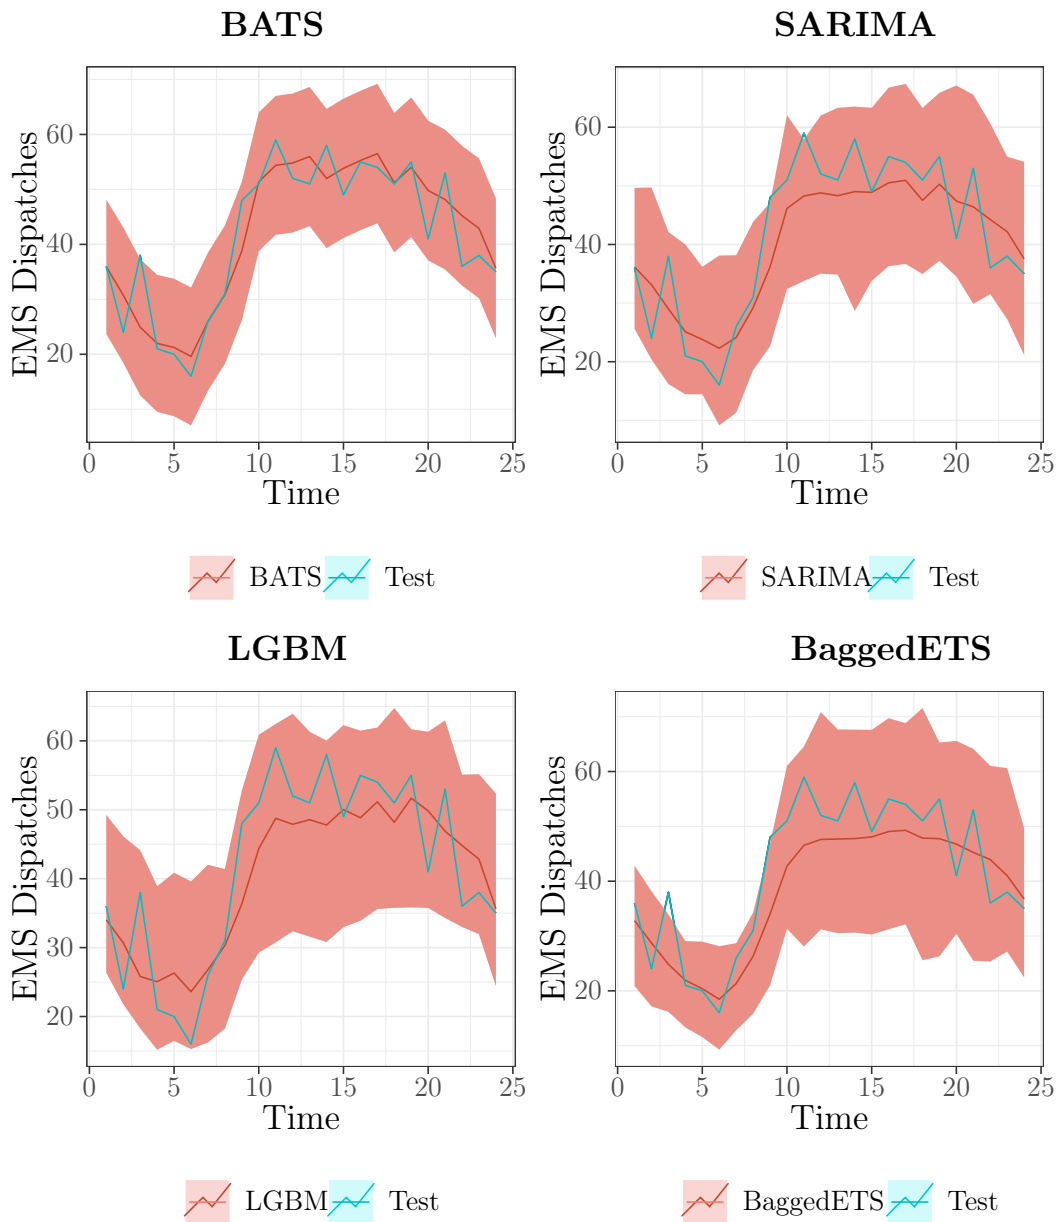 BATS
SARIMA
EMS Dispatches
60
40
20
0 5 10 15 20 25
Time
BATS Test
EMS Dispatches
60
40
20
0 5 10 15 20 25
Time
SARIMA Test
LGBM
BaggedETS
EMS Dispatches
60
50
40
30
20
0 5 10 15 20 25
Time
LGBM Test
EMS Dispatches
60
40
20
0 5 10 15 20 25
Time
BaggedETS Test